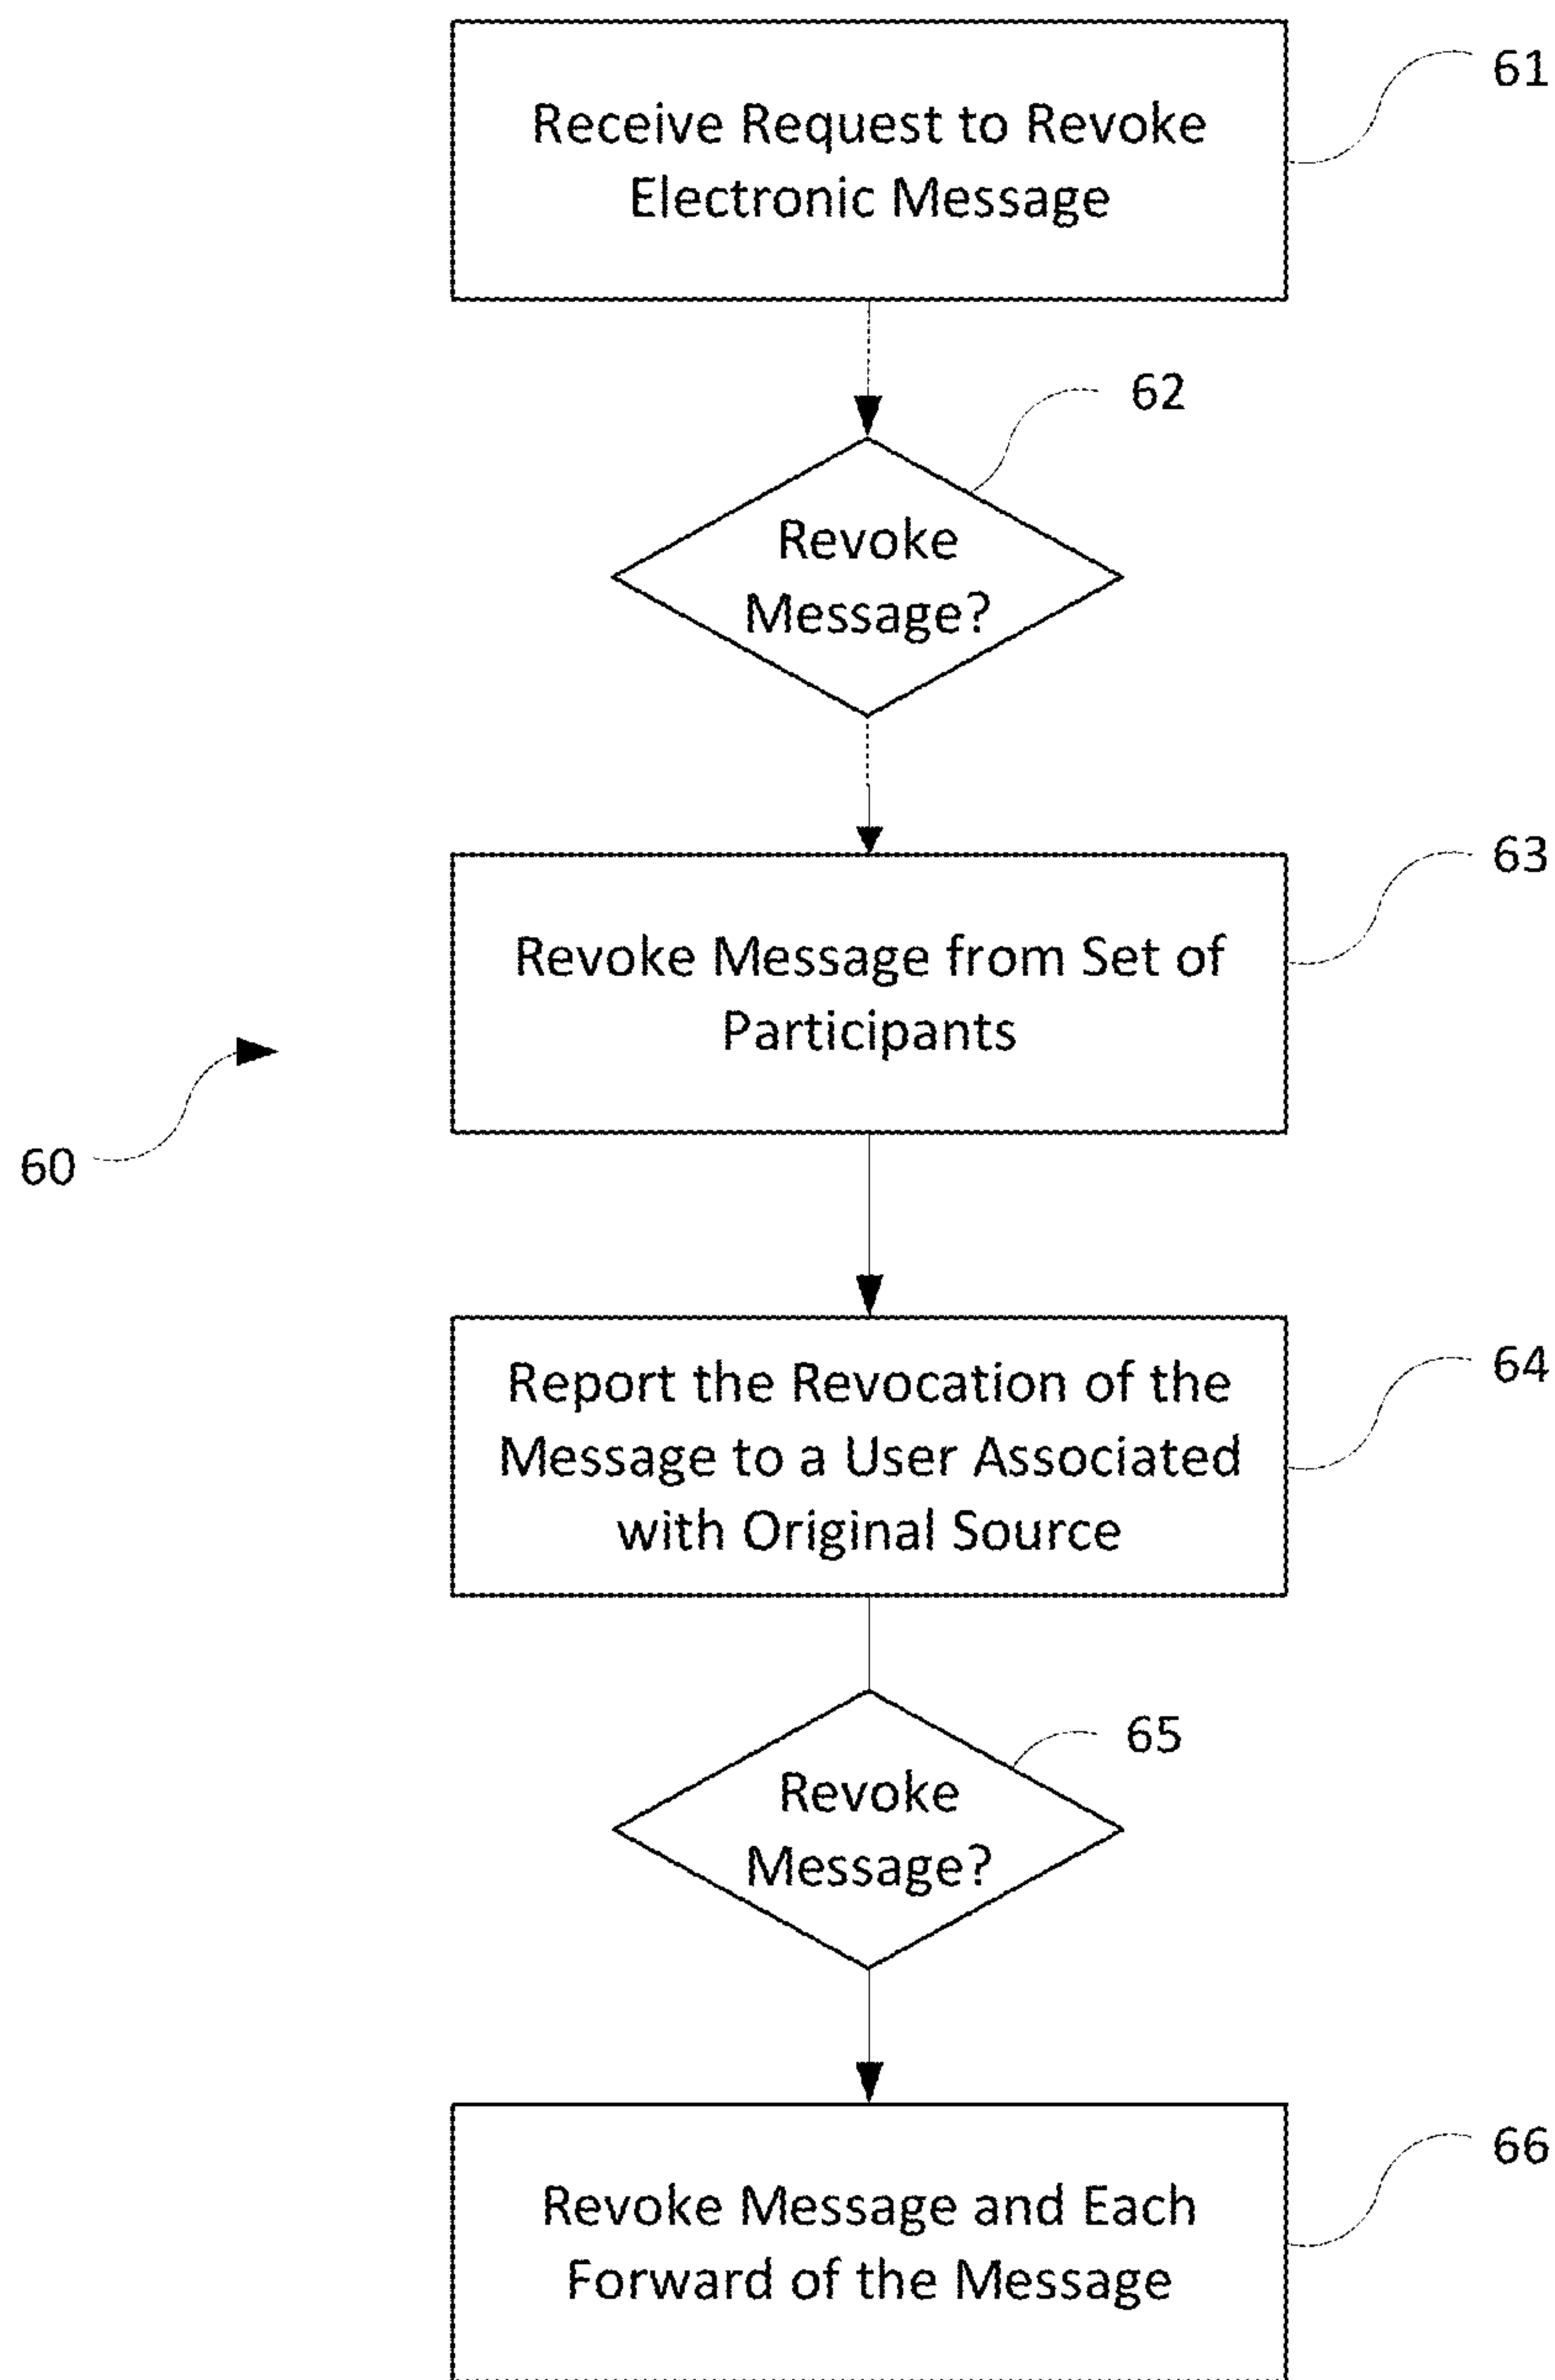 Receive Request to Revoke
Electronic Message
61
62
Revoke
Message?
63
Revoke Message from Set of
Participants
60
Report the Revocation of the
Message to a User Associated
with Original Source
64
65
Revoke
Message?
66
Revoke Message and Each
Forward of the Message